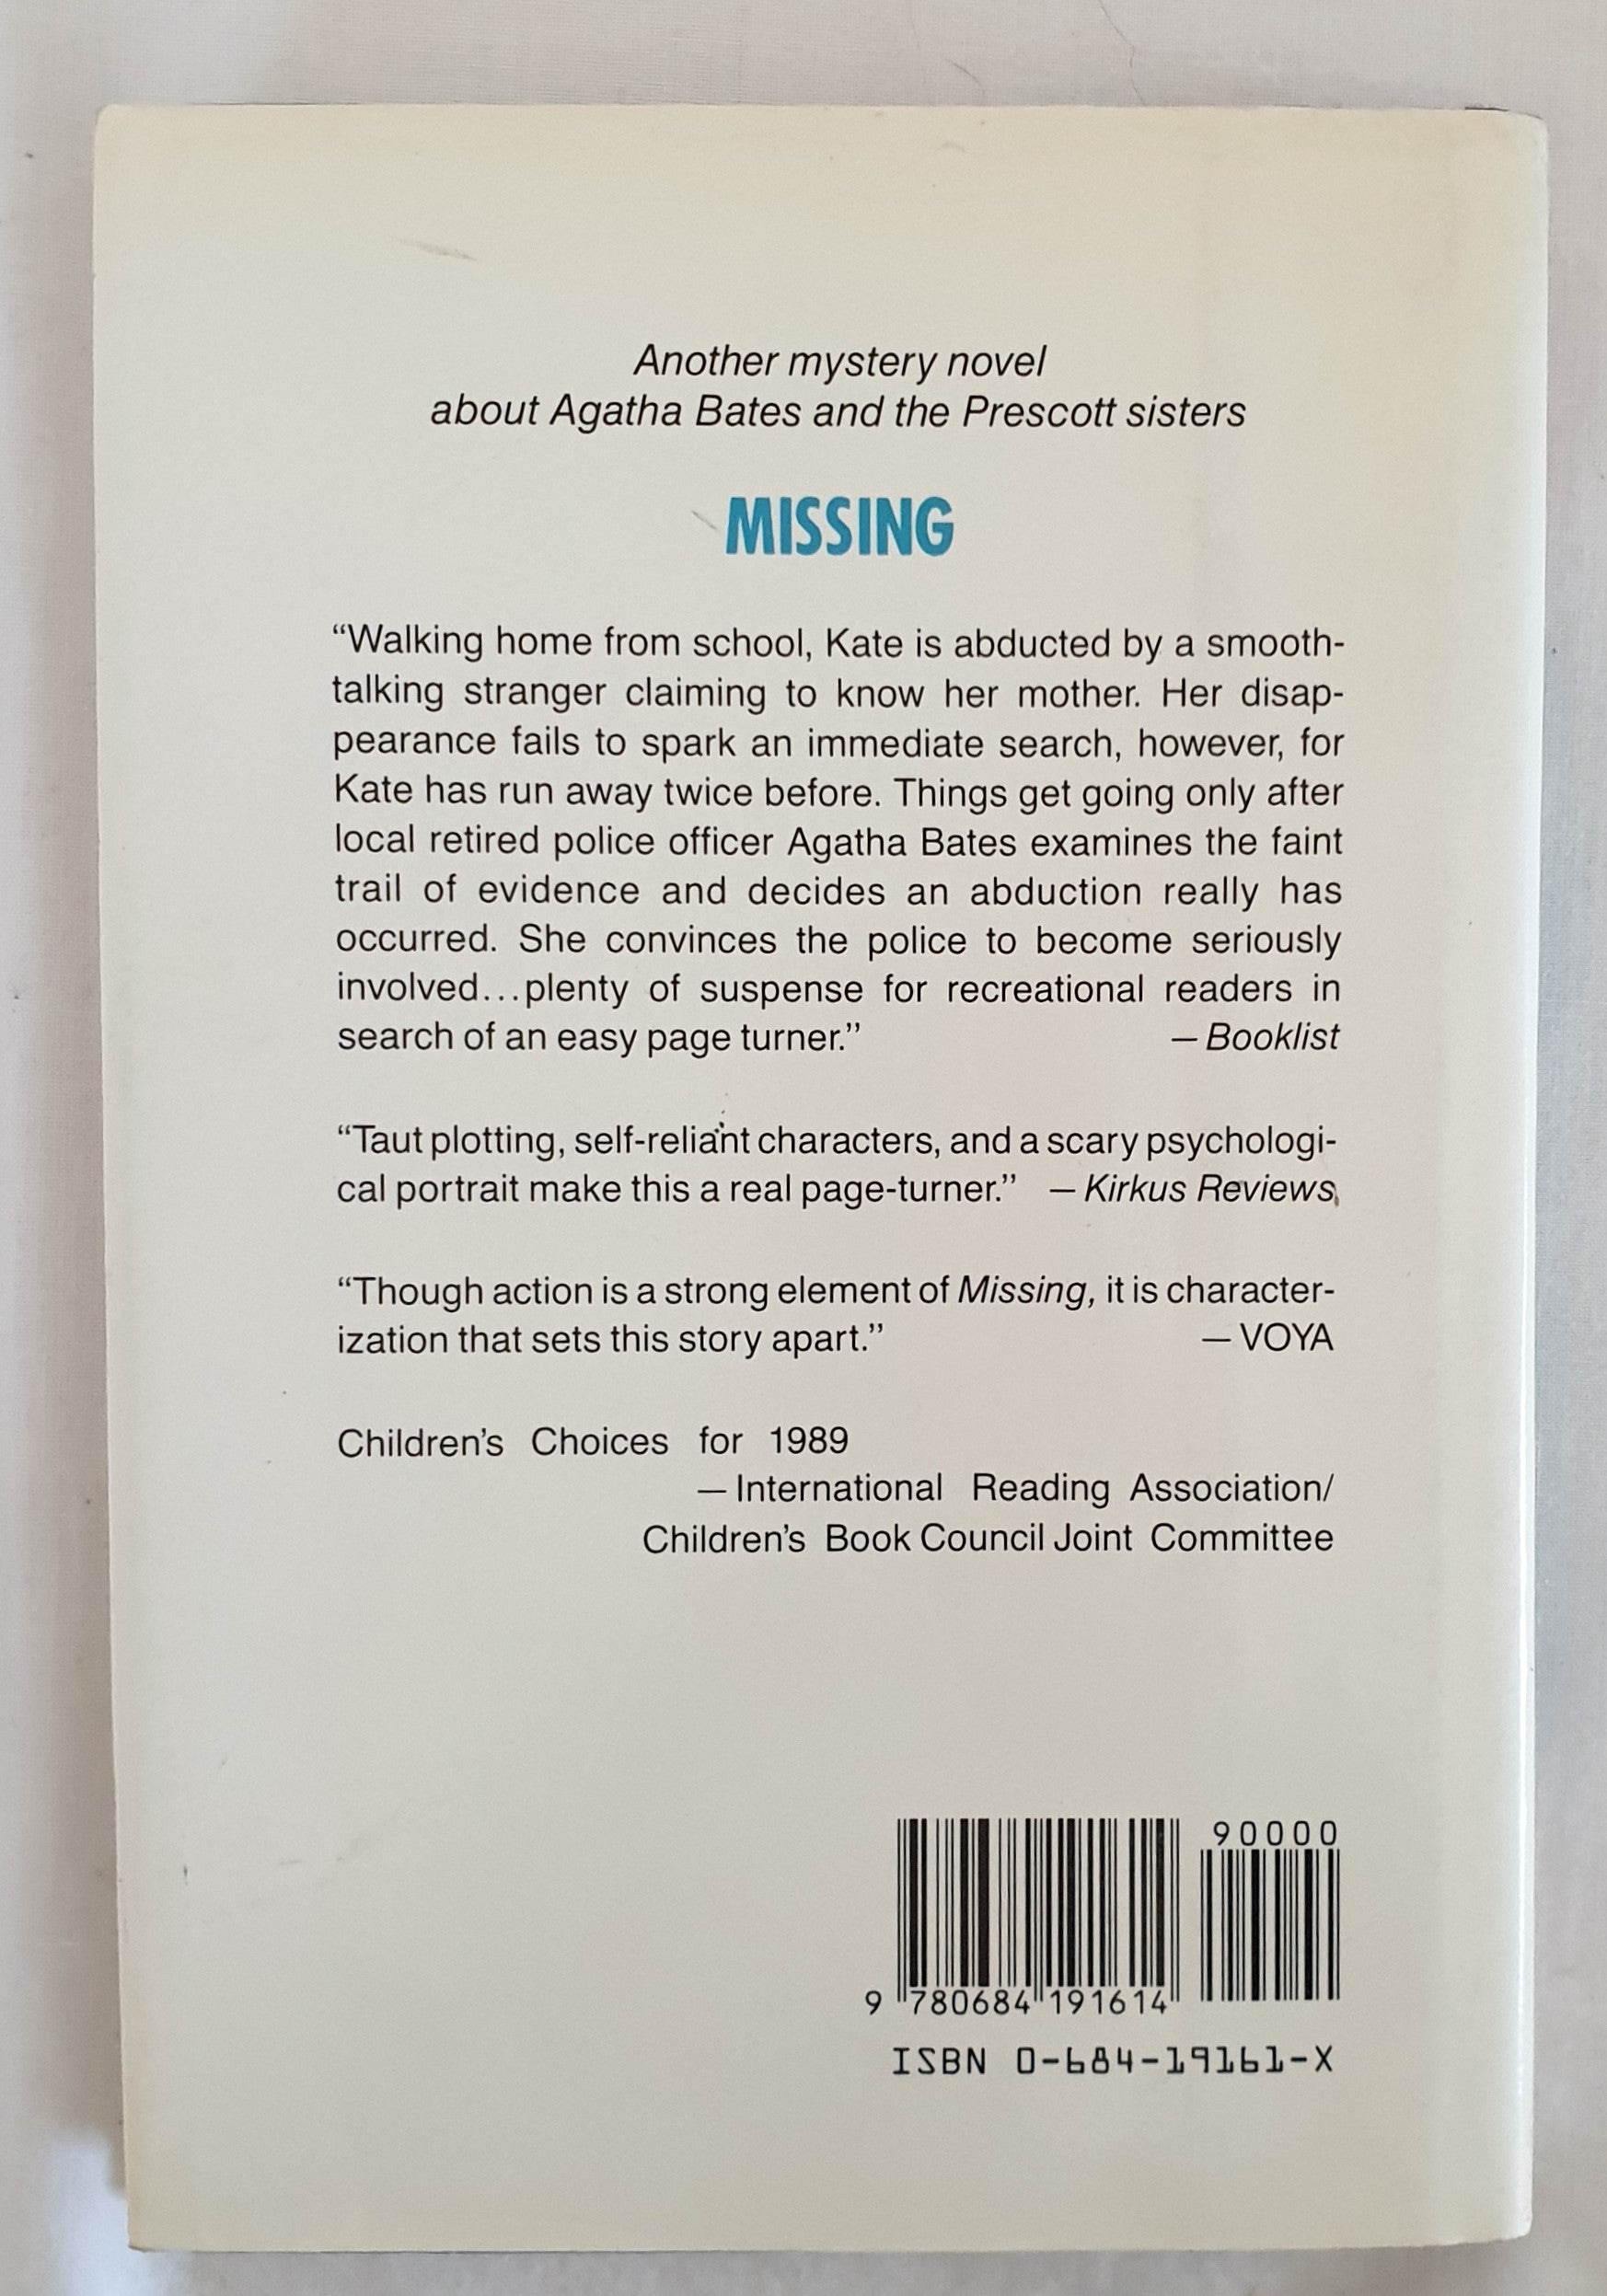 Another mystery novel
about Agatha Bates and the Prescott sisters
MISSING
“Walking home from school, Kate is abducted by a smooth-
talking stranger claiming to know her mother. Her disap-
pearance fails to spark an immediate search, however, for
Kate has run away twice before. Things get going only after
local retired police officer Agatha Bates examines the faint
trail of evidence and decides an abduction really has
occurred. She convinces the police to become seriously
involved...plenty of suspense for recreational readers in
search of an easy page turner.” — Booklist
“Taut plotting, self-reliant characters, and a scary psychologi-
cal portrait make this a real page-turner.” — Kirkus Reviews
“Though action is a strong element of Missing, it is character-
ization that sets this story apart.” — VOYA
Children’s Choices for 1989
— International Reading Association/
Children’s Book Council Joint Committee
90000
9 780684 191614
ISBN 0-684-19161-X